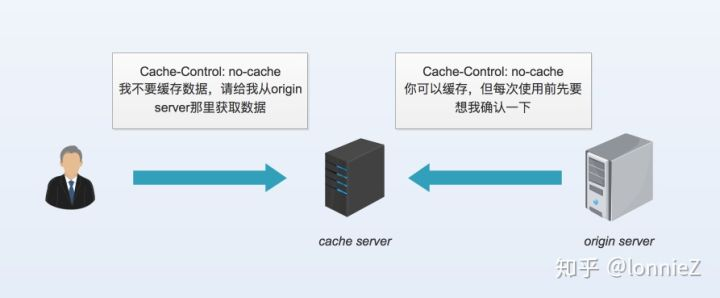 Cache-Control: no-cache
我不要缓存数据，请给我从origin
server那里获取数据
Cache-Control: no-cache
你可以缓存，但每次使用前先要
想我确认一下
cache server
origin server
知乎 @lonnieZ